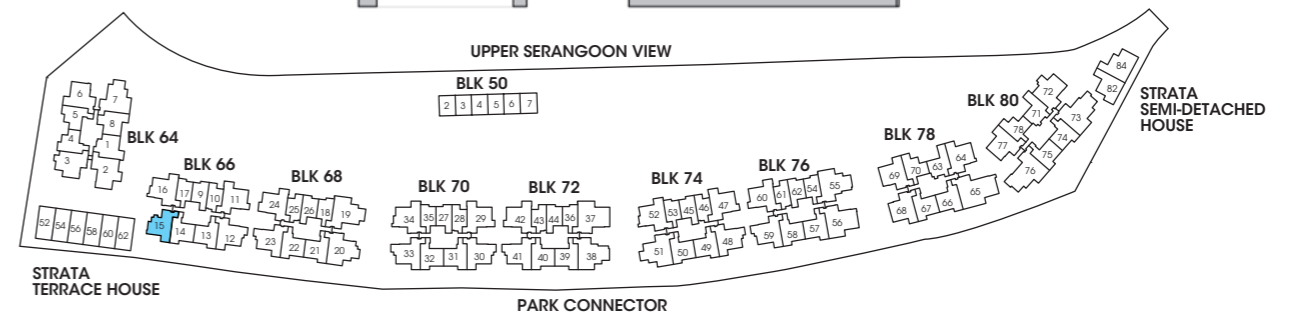 UPPER SERANGOON VIEW
BLK 50
2 3 4 5 6 7
84
82
STRATA
SEMI-DETACHED
HOUSE
BLK 80
72
71
73
78
74
77
75
76
6
7
5
8
4
1
3
2
BLK 64
BLK 78
64
63
70
69
65
66
67
68
BLK 66
16 17 9 10 11
15 14 13 12
BLK 68
24 25 26 18 19
23 22 21 20
BLK 70
34 35 27 28 29
33 32 31 30
BLK 72
42 43 44 36 37
41 40 39 38
BLK 74
52 53 45 46 47
51 50 49 48
BLK 76
60 61 62 54 55
59 58 57 56
52 54 56 58 60 62
STRATA
TERRACE HOUSE
PARK CONNECTOR